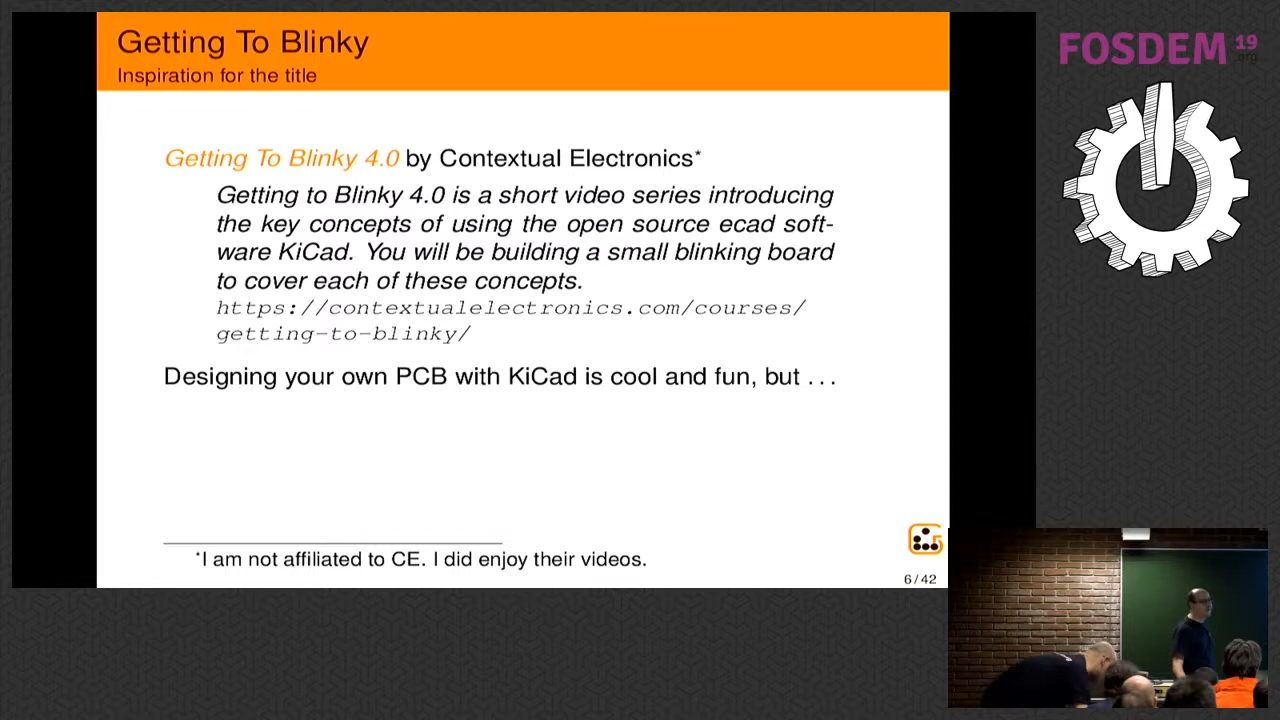 Getting To Blinky
Inspiration for the title
FOSDEM 19
.org
Getting To Blinky 4.0 by Contextual Electronics*
Getting to Blinky 4.0 is a short video series introducing
the key concepts of using the open source ecad soft-
ware KiCad. You will be building a small blinking board
to cover each of these concepts.
https://contextualelectronics.com/courses/
getting-to-blinky/
Designing your own PCB with KiCad is cool and fun, but ...
*I am not affiliated to CE. I did enjoy their videos.
6/42